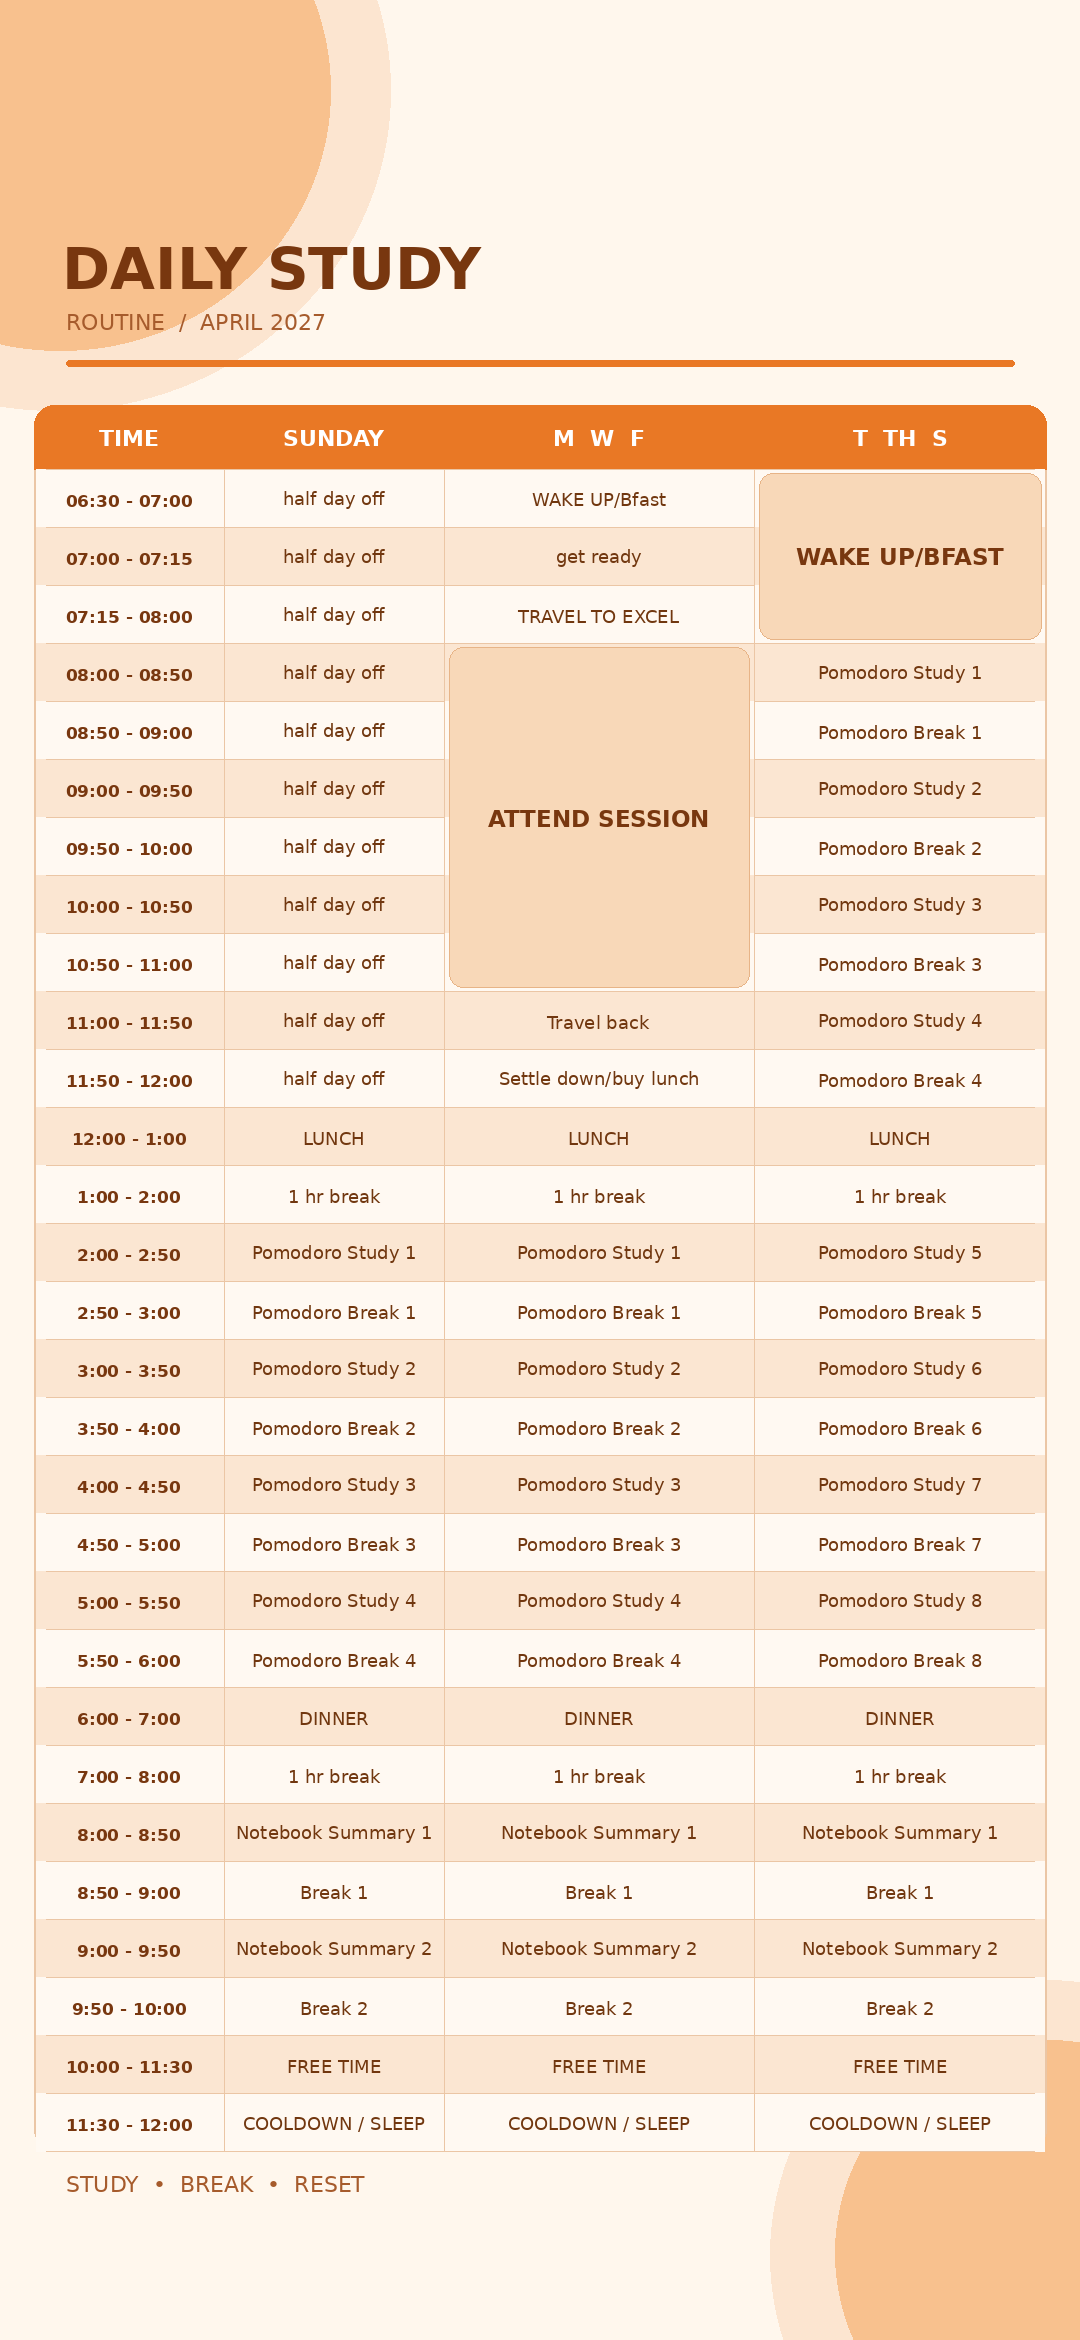 DAILY STUDY
ROUTINE / APRIL 2027
TIME SUNDAY M W F T TH S
06:30 - 07:00 half day off WAKE UP/Bfast
07:00 - 07:15 half day off get ready WAKE UP/BFAST
07:15 - 08:00 half day off TRAVEL TO EXCEL
08:00 - 08:50 half day off Pomodoro Study 1
08:50 - 09:00 half day off Pomodoro Break 1
09:00 - 09:50 half day off ATTEND SESSION Pomodoro Study 2
09:50 - 10:00 half day off Pomodoro Break 2
10:00 - 10:50 half day off Pomodoro Study 3
10:50 - 11:00 half day off Pomodoro Break 3
11:00 - 11:50 half day off Travel back Pomodoro Study 4
11:50 - 12:00 half day off Settle down/buy lunch Pomodoro Break 4
12:00 - 1:00 LUNCH LUNCH LUNCH
1:00 - 2:00 1 hr break 1 hr break 1 hr break
2:00 - 2:50 Pomodoro Study 1 Pomodoro Study 1 Pomodoro Study 5
2:50 - 3:00 Pomodoro Break 1 Pomodoro Break 1 Pomodoro Break 5
3:00 - 3:50 Pomodoro Study 2 Pomodoro Study 2 Pomodoro Study 6
3:50 - 4:00 Pomodoro Break 2 Pomodoro Break 2 Pomodoro Break 6
4:00 - 4:50 Pomodoro Study 3 Pomodoro Study 3 Pomodoro Study 7
4:50 - 5:00 Pomodoro Break 3 Pomodoro Break 3 Pomodoro Break 7
5:00 - 5:50 Pomodoro Study 4 Pomodoro Study 4 Pomodoro Study 8
5:50 - 6:00 Pomodoro Break 4 Pomodoro Break 4 Pomodoro Break 8
6:00 - 7:00 DINNER DINNER DINNER
7:00 - 8:00 1 hr break 1 hr break 1 hr break
8:00 - 8:50 Notebook Summary 1 Notebook Summary 1 Notebook Summary 1
8:50 - 9:00 Break 1 Break 1 Break 1
9:00 - 9:50 Notebook Summary 2 Notebook Summary 2 Notebook Summary 2
9:50 - 10:00 Break 2 Break 2 Break 2
10:00 - 11:30 FREE TIME FREE TIME FREE TIME
11:30 - 12:00 COOLDOWN / SLEEP COOLDOWN / SLEEP COOLDOWN / SLEEP
STUDY • BREAK • RESET